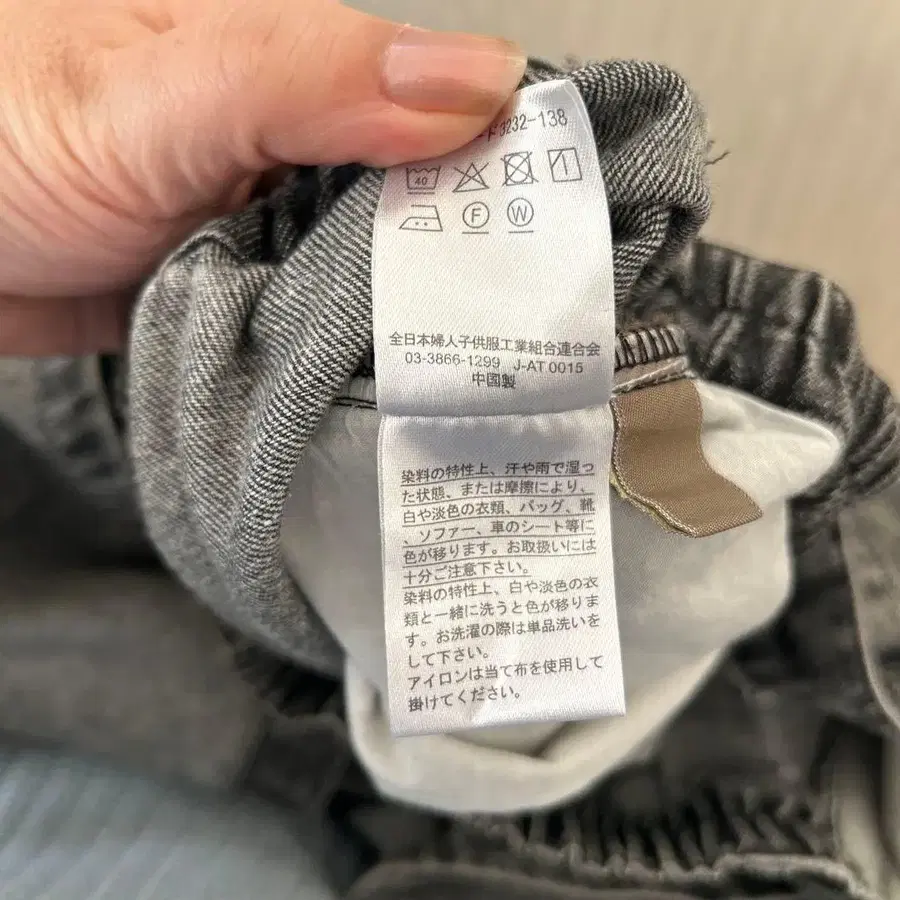 ード3232-138
40
F W
全日本婦人子供服工業組合連合会
03-3866-1299 J-AT 0015
中国製
染料の特性上、汗や雨で湿っ
た状態、または摩擦により、
白や淡色の衣類、バッグ、靴
、ソファー、車のシート等に
色が移ります。お取扱いには
十分ご注意下さい。
染料の特性上、白や淡色の衣
類と一緒に洗うと色が移りま
す。お洗濯の際は単品洗いを
して下さい。
アイロンは当て布を使用して
掛けてください。